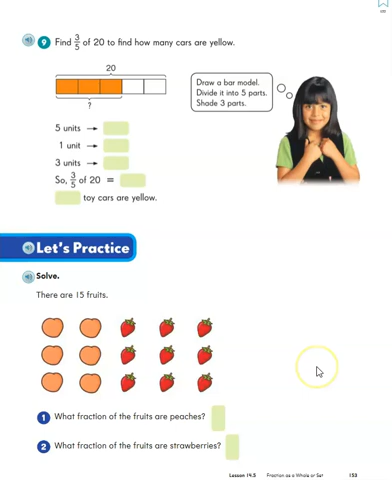 9 Find 3/5 of 20 to find how many cars are yellow.
20
?
Draw a bar model.
Divide it into 5 parts.
Shade 3 parts.
5 units →
1 unit →
3 units →
So, 3/5 of 20 =
toy cars are yellow.
Let's Practice
Solve.
There are 15 fruits.
1 What fraction of the fruits are peaches?
2 What fraction of the fruits are strawberries?
Lesson 14.5 Fraction as a Whole or Set 153